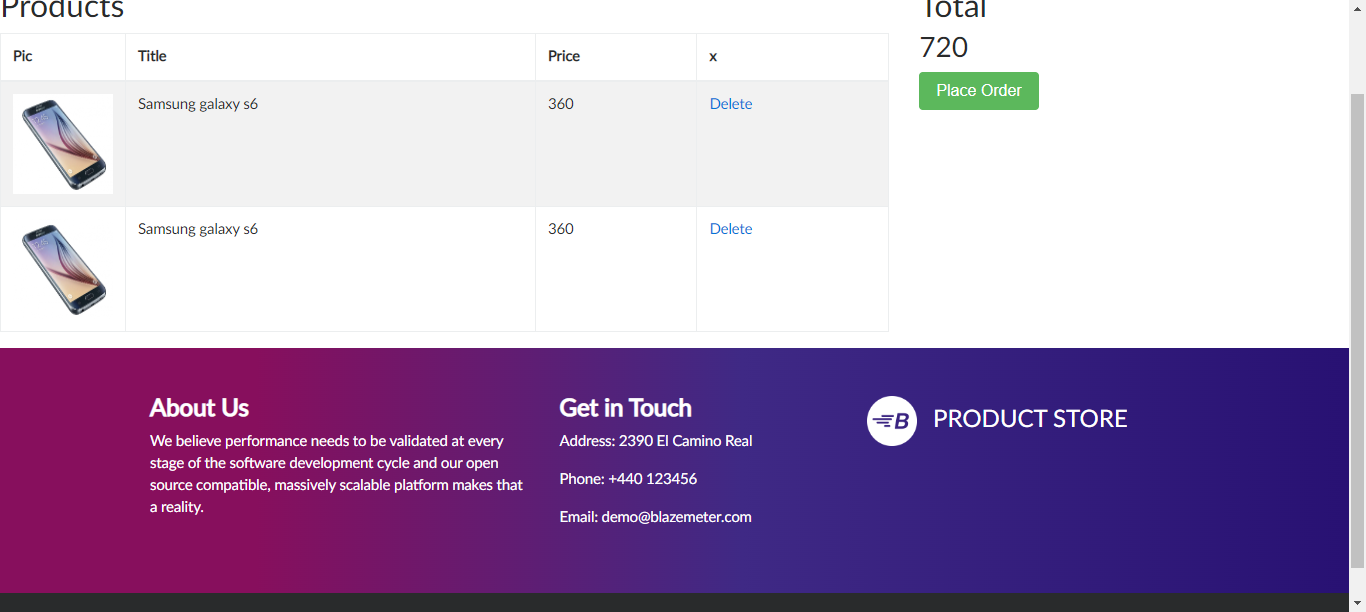 Products
Total
720
Place Order
Pic Title Price x
Samsung galaxy s6 360 Delete
Samsung galaxy s6 360 Delete
About Us
We believe performance needs to be validated at every
stage of the software development cycle and our open
source compatible, massively scalable platform makes that
a reality.
Get in Touch
Address: 2390 El Camino Real
Phone: +440 123456
Email: demo@blazemeter.com
B PRODUCT STORE